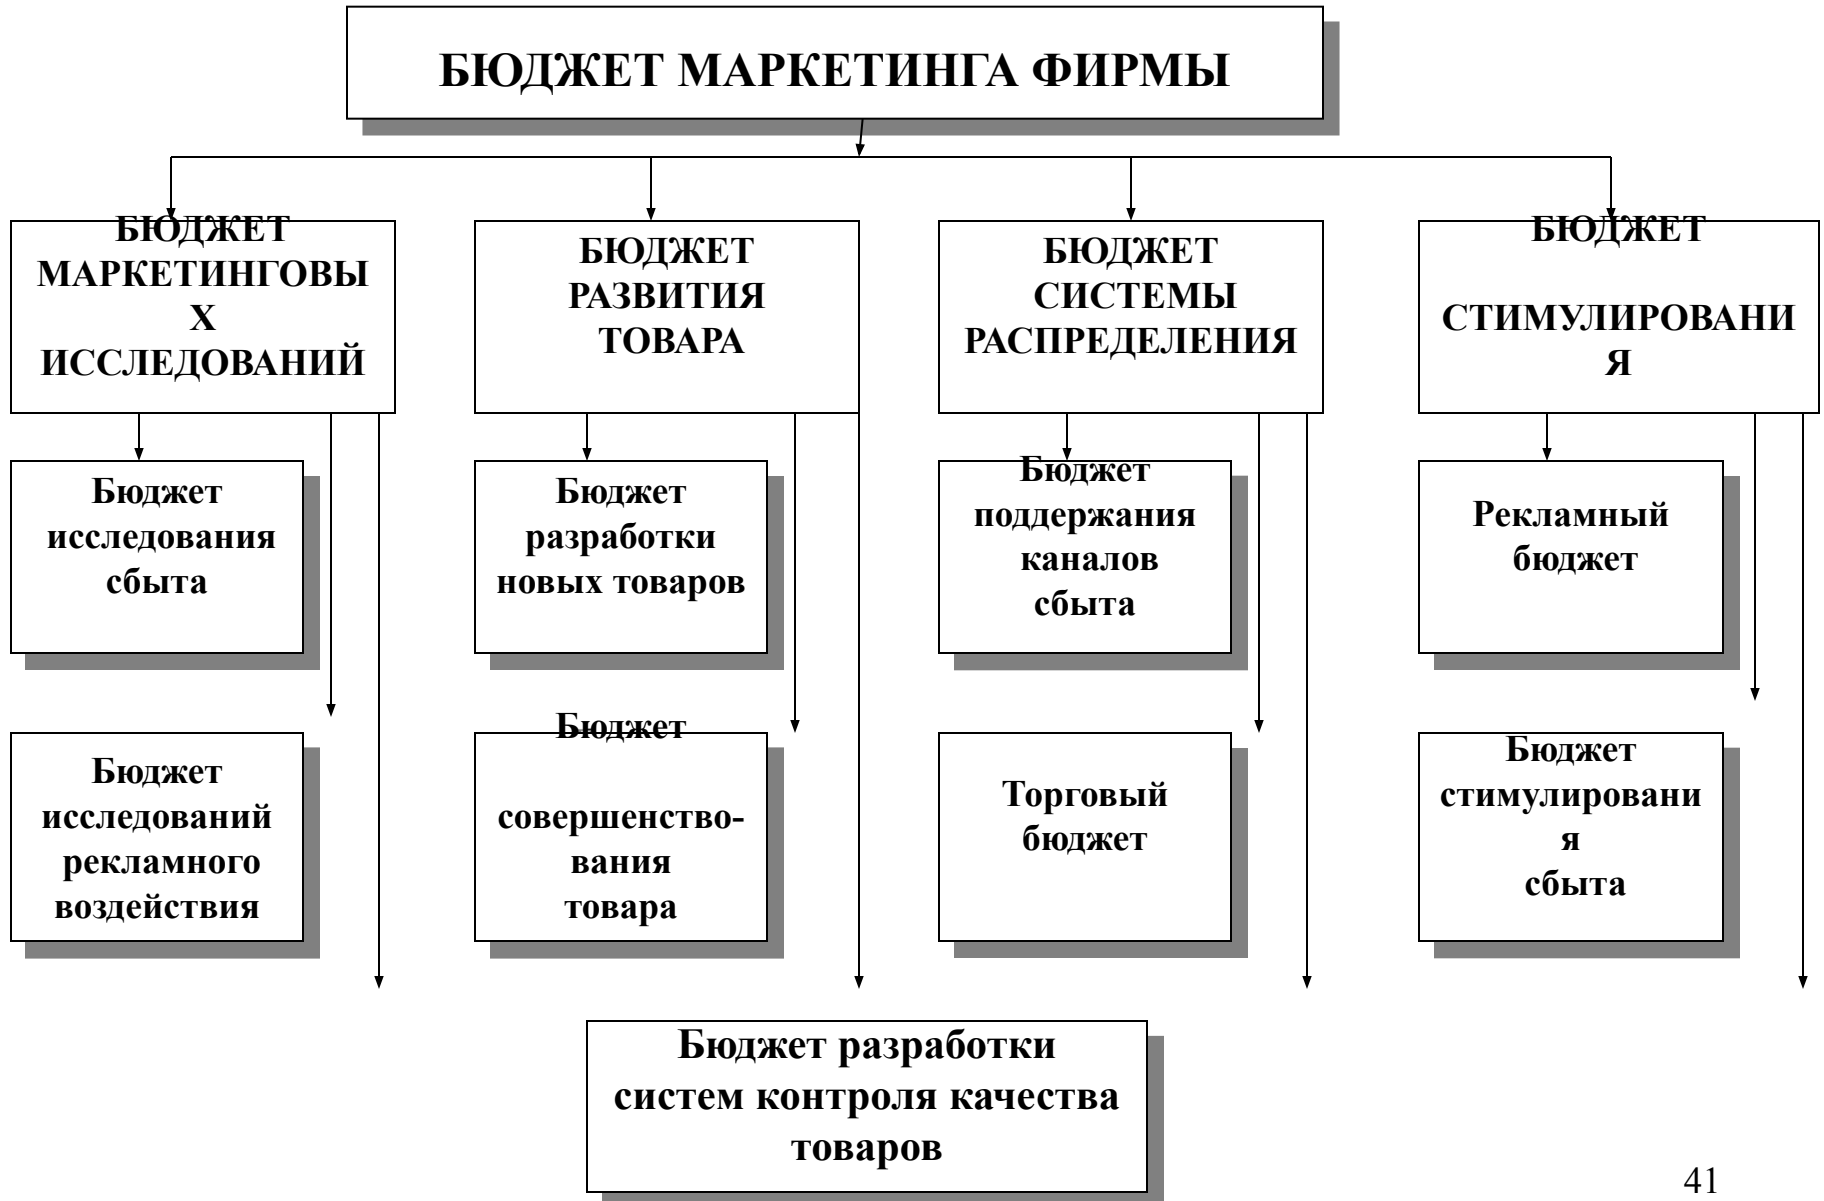 БЮДЖЕТ МАРКЕТИНГА ФИРМЫ
БЮДЖЕТ
МАРКЕТИНГОВЫ
Х
ИССЛЕДОВАНИЙ
БЮДЖЕТ
РАЗВИТИЯ
ТОВАРА
БЮДЖЕТ
СИСТЕМЫ
РАСПРЕДЕЛЕНИЯ
БЮДЖЕТ
СТИМУЛИРОВАНИ
Я
Бюджет
исследования
сбыта
Бюджет
разработки
новых товаров
Бюджет
поддержания
каналов
сбыта
Рекламный
бюджет
Бюджет
исследований
рекламного
воздействия
Бюджет
совершенство-
вания
товара
Торговый
бюджет
Бюджет
стимулировани
я
сбыта
Бюджет разработки
систем контроля качества
товаров
41